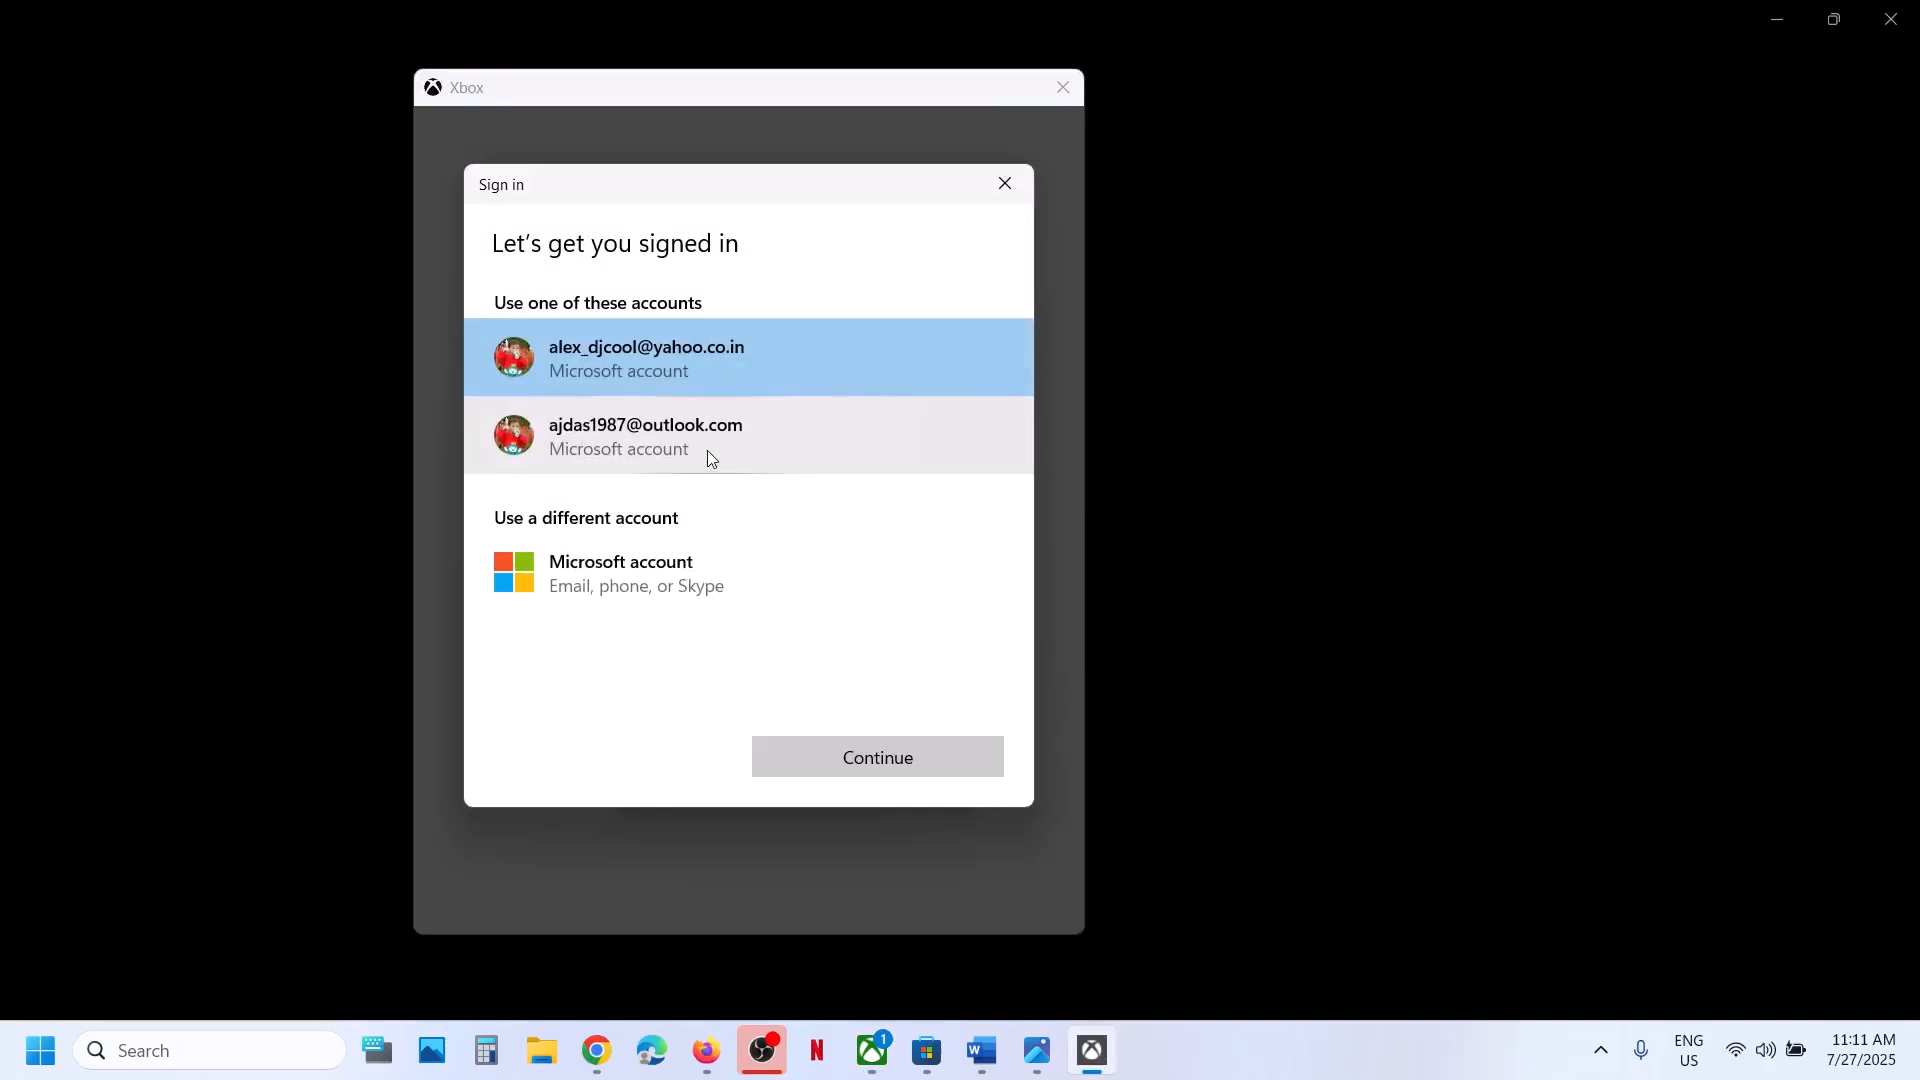 Xbox
Sign in
Let's get you signed in
Use one of these accounts
alex_djcool@yahoo.co.in
Microsoft account
ajdas1987@outlook.com
Microsoft account
Use a different account
Microsoft account
Email, phone, or Skype
Continue
Search
N
1
W
ENG
US
11:11 AM
7/27/2025